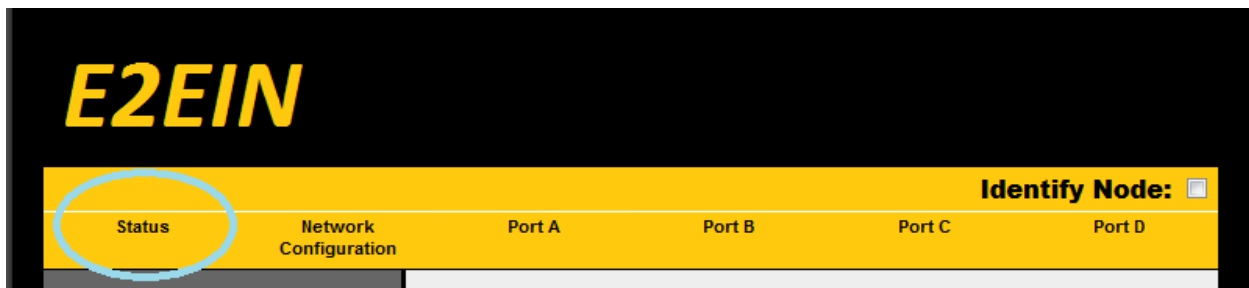 E2EIN
Identify Node:
Status Network Configuration Port A Port B Port C Port D